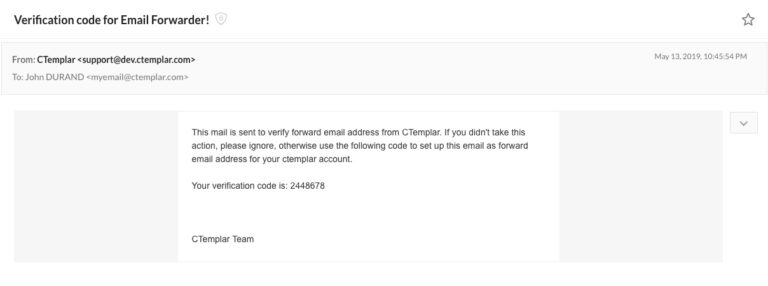 Verification code for Email Forwarder!
From: CTemplar <support@dev.ctemplar.com>
May 13, 2019, 10:45:54 PM
To: John DURAND <myemail@ctemplar.com>
This mail is sent to verify forward email address from CTemplar. If you didn't take this
action, please ignore, otherwise use the following code to set up this email as forward
email address for your ctemplar account.
Your verification code is: 2448678
CTemplar Team